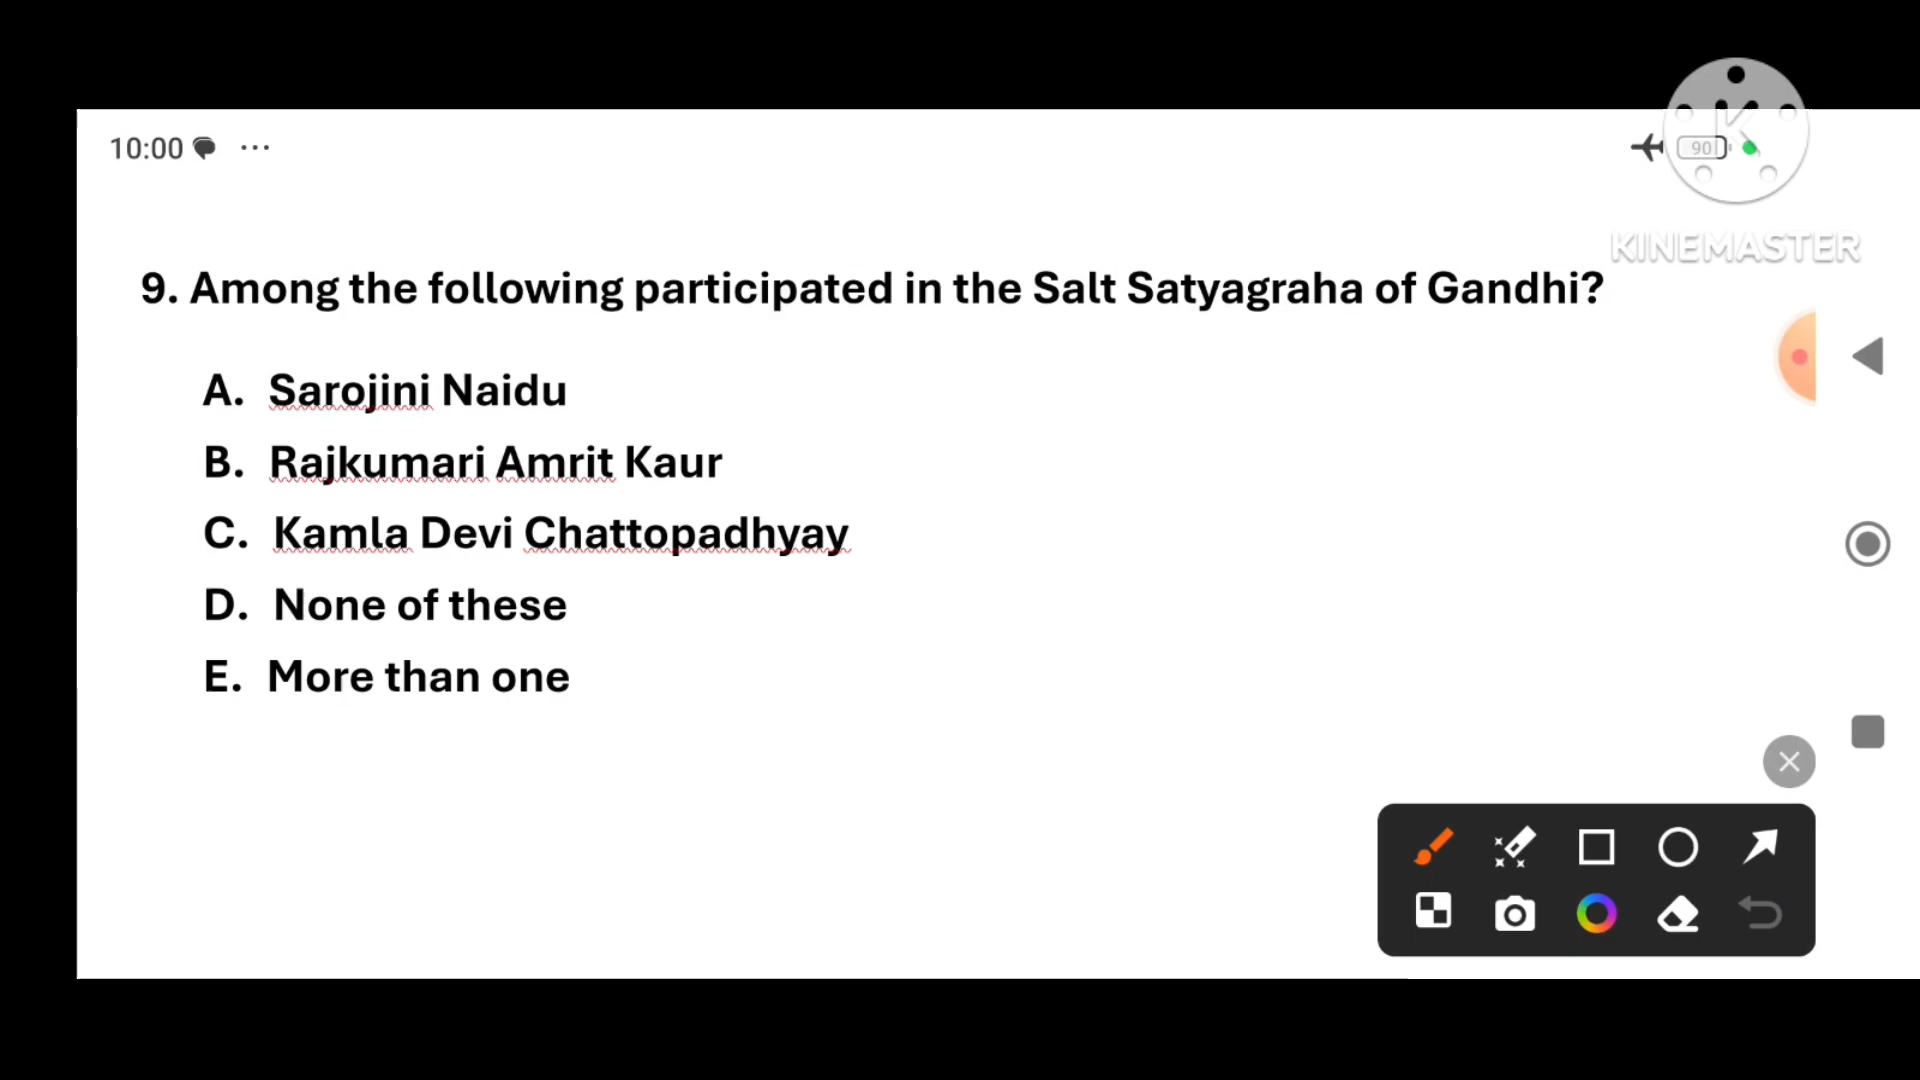 10:00
90
KINEMASTER
9. Among the following participated in the Salt Satyagraha of Gandhi?
A. Sarojini Naidu
B. Rajkumari Amrit Kaur
C. Kamla Devi Chattopadhyay
D. None of these
E. More than one